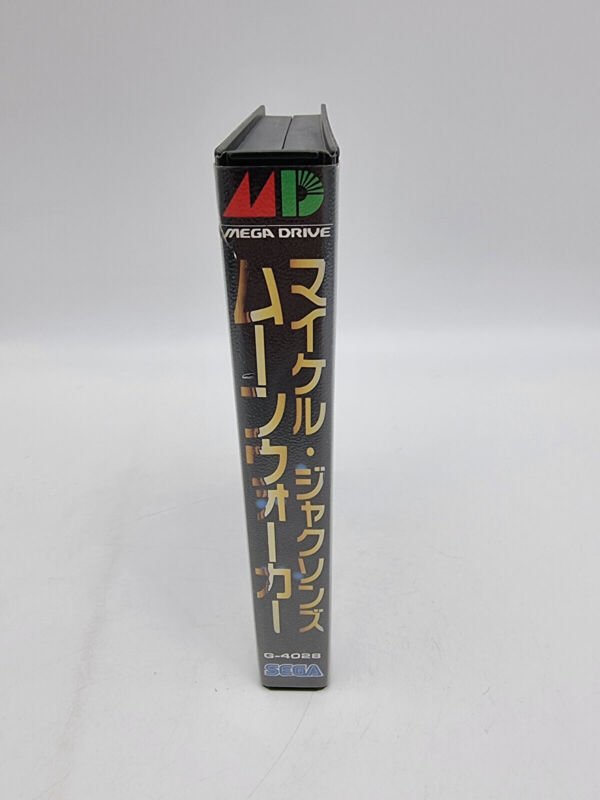 MD
MEGA DRIVE
マイケル・ジャクソンズ
ムーンウォーカー
G-4028
SEGA